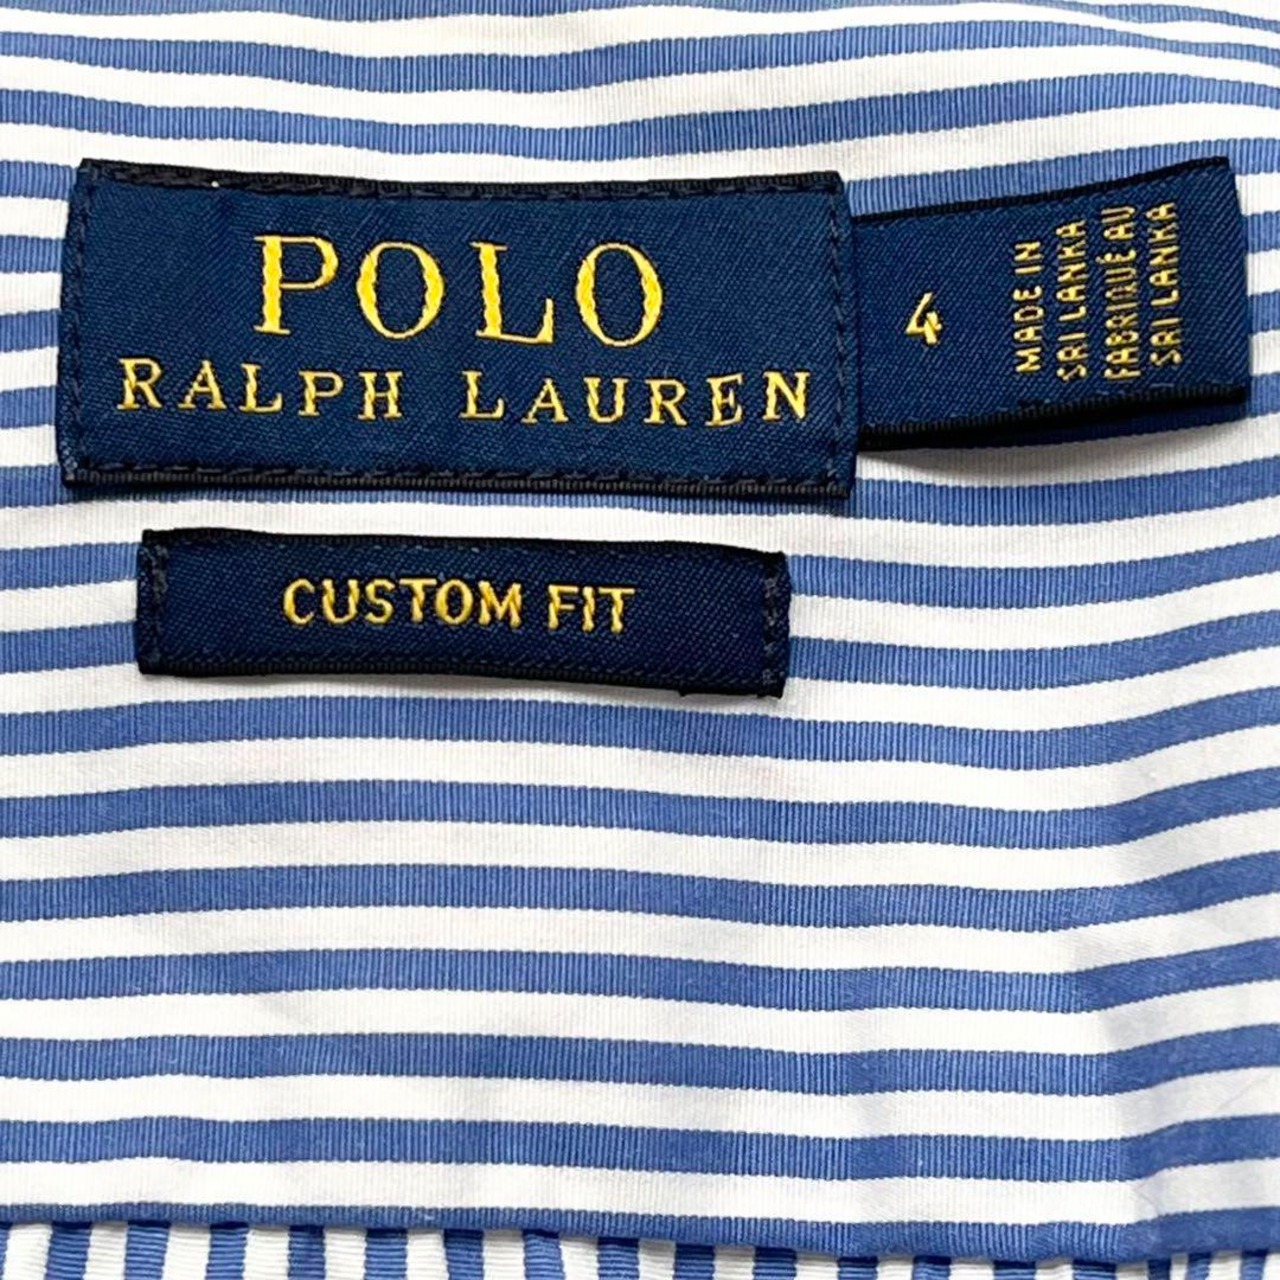 POLO
RALPH LAUREN
4
MADE IN
SRI LANKA
FABRIQUÉ AU
SRI LANKA
CUSTOM FIT